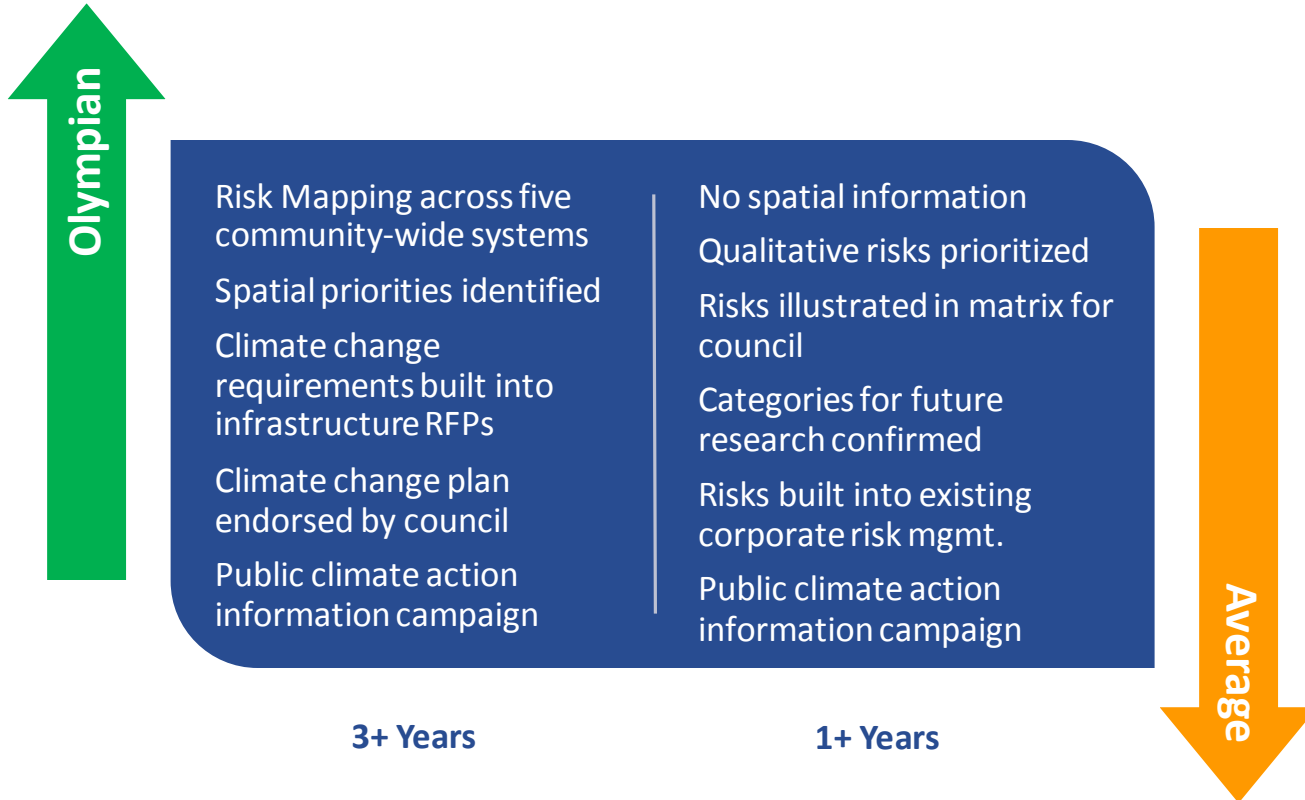 Olympian
Risk Mapping across five
community-wide systems
Spatial priorities identified
Climate change
requirements built into
infrastructure RFPs
Climate change plan
endorsed by council
Public climate action
information campaign
No spatial information
Qualitative risks prioritized
Risks illustrated in matrix for
council
Categories for future
research confirmed
Risks built into existing
corporate risk mgmt.
Public climate action
information campaign
Average
3+ Years
1+ Years